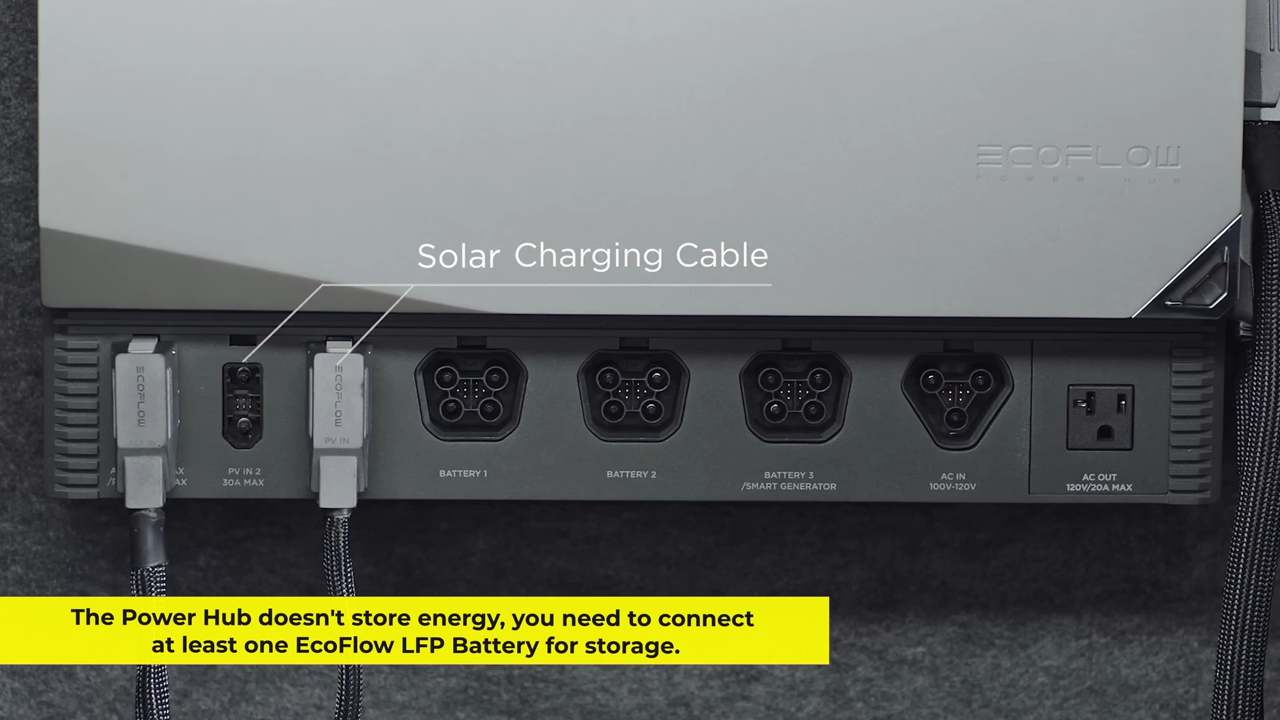 ECOFLOW
POWER HUB
Solar Charging Cable
ECOFLOW
ECOFLOW
PV IN
PV IN 2
30A MAX
BATTERY 1
BATTERY 2
BATTERY 3
/SMART GENERATOR
AC IN
100V-120V
AC OUT
120V/20A MAX
The Power Hub doesn't store energy, you need to connect
at least one EcoFlow LFP Battery for storage.